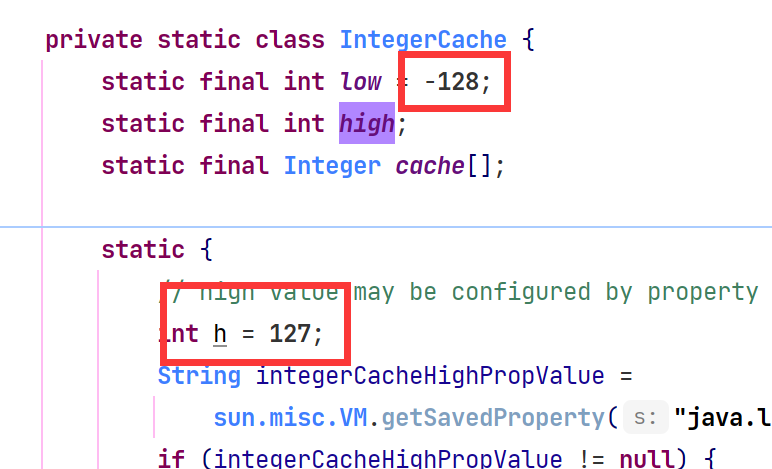 private static class IntegerCache {
static final int low = -128;
static final int high;
static final Integer cache[];
static {
// high value may be configured by property
int h = 127;
String integerCacheHighPropValue =
sun.misc.VM.getSavedProperty( s: "java.l
if (integerCacheHighPropValue != null) {